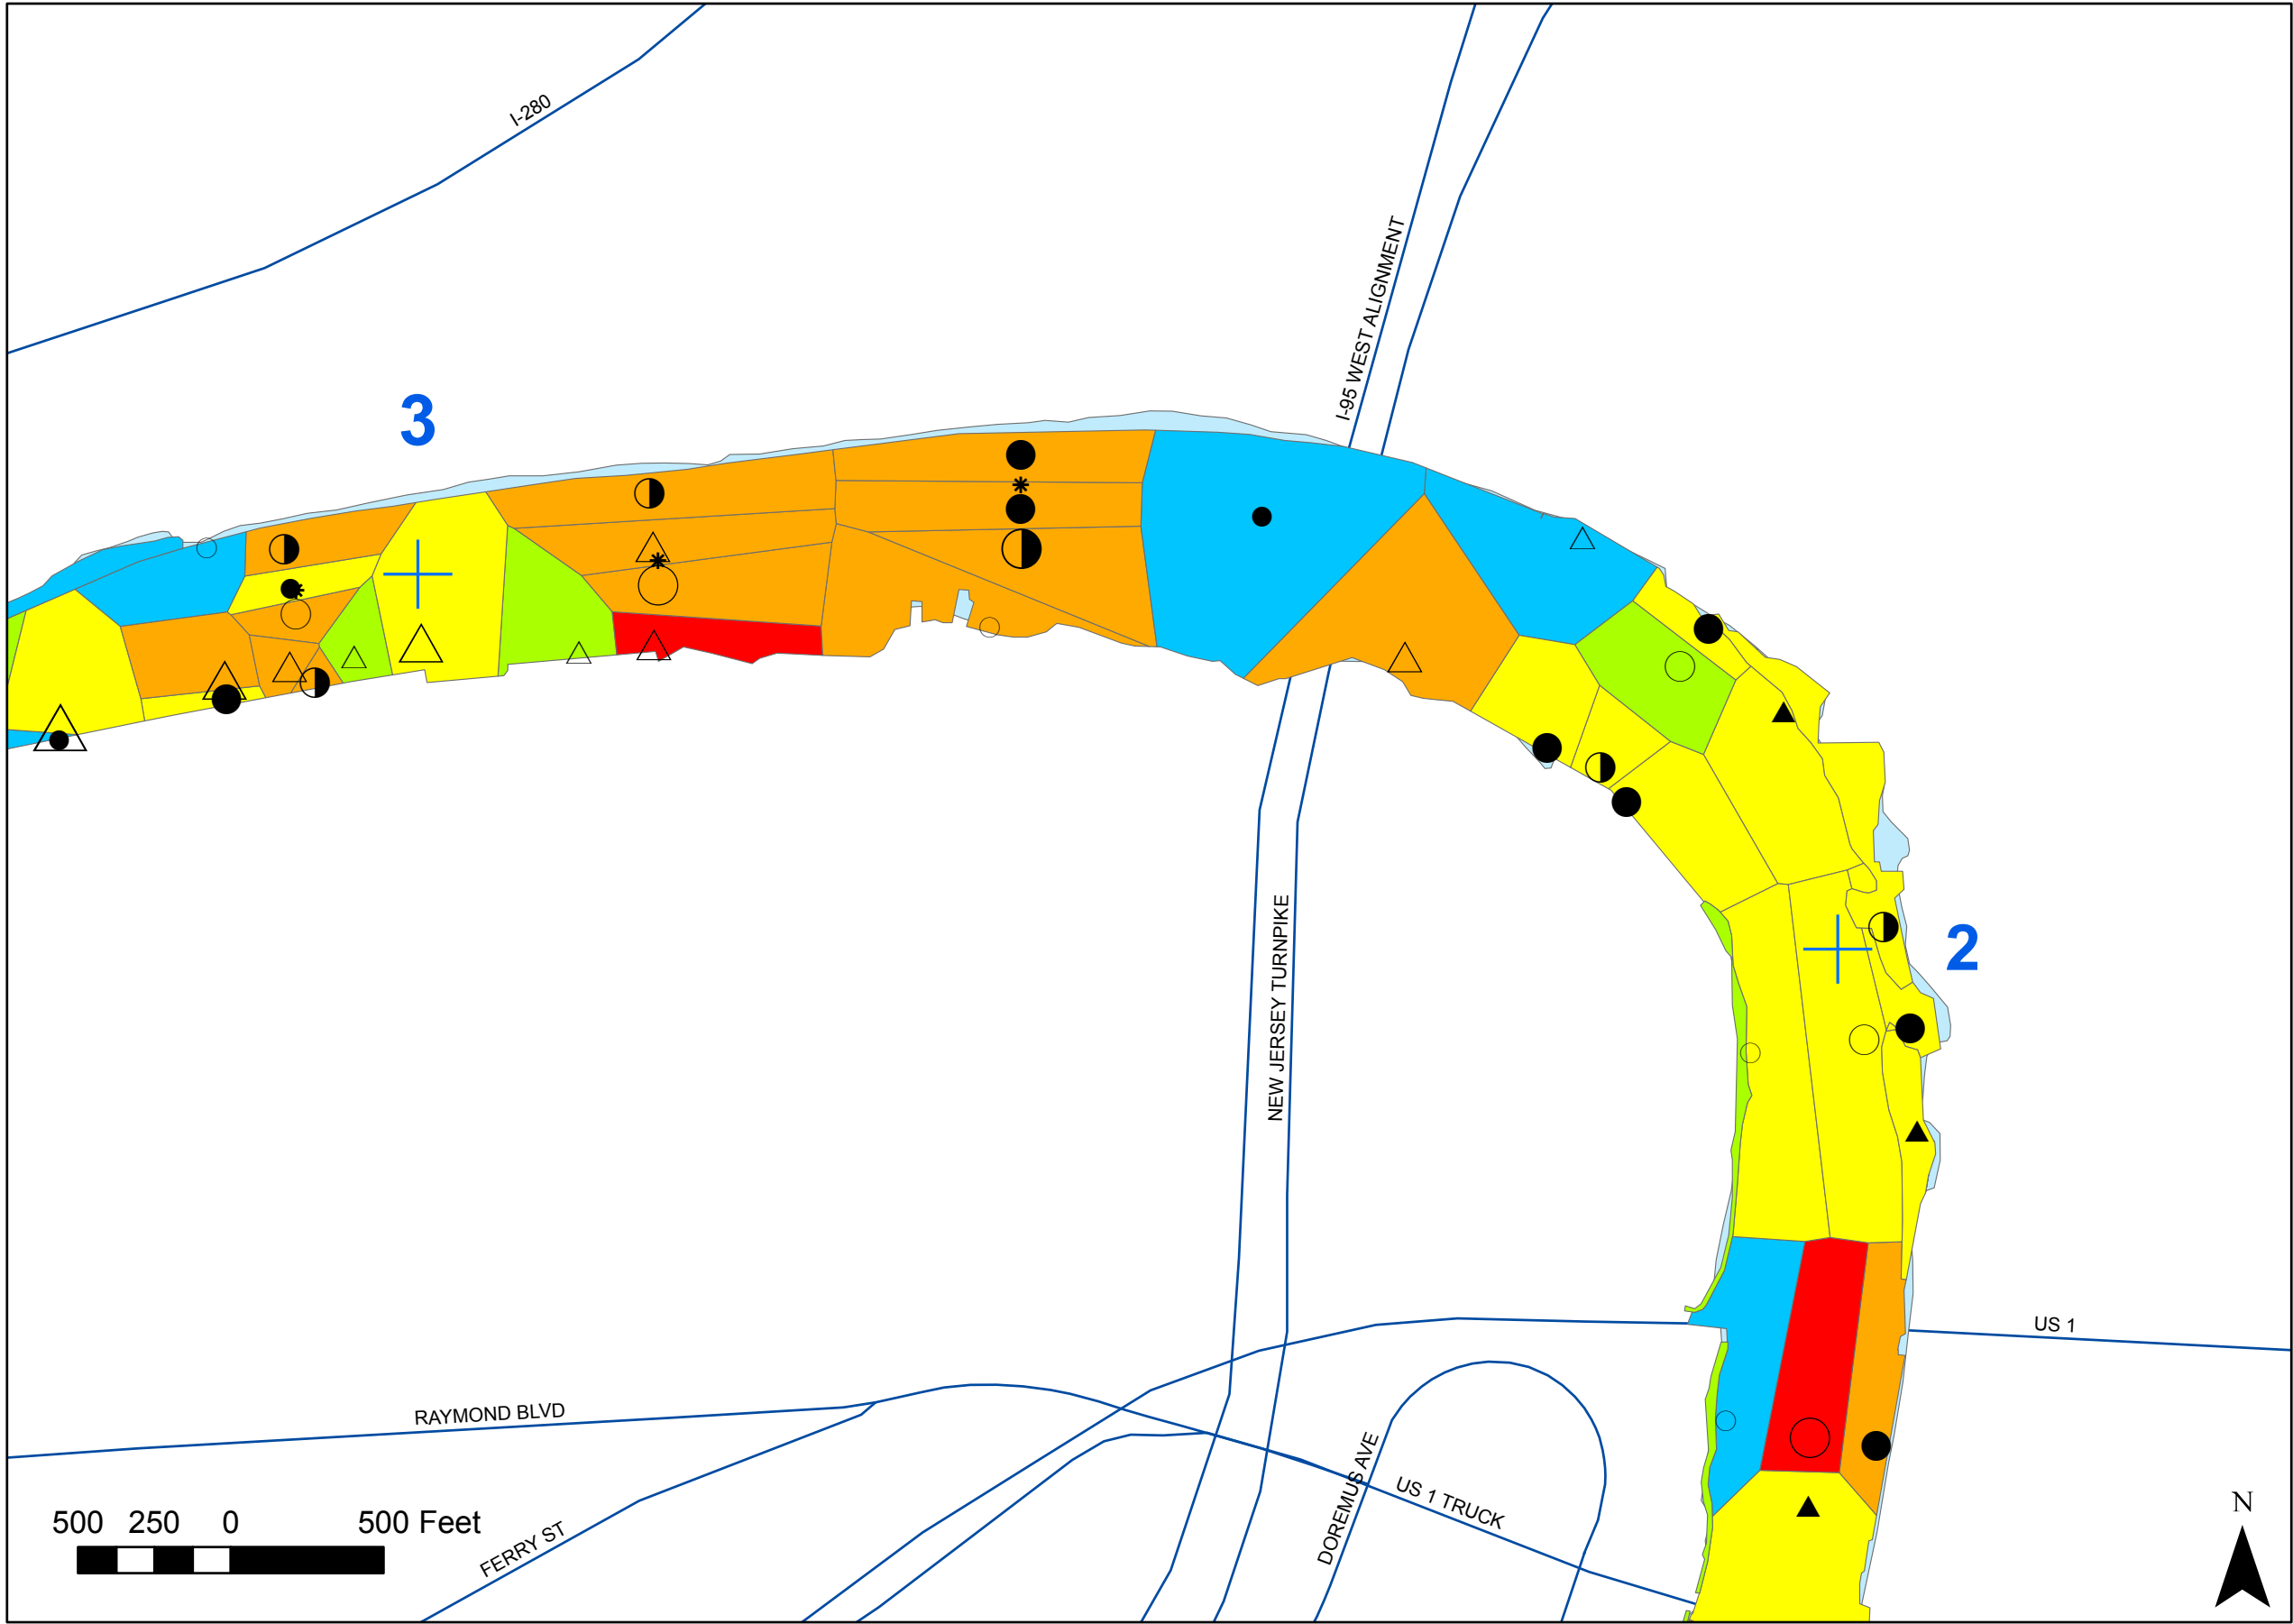 I-280
I-95 WEST ALIGNMENT
3
2
NEW JERSEY TURNPIKE
US 1
RAYMOND BLVD
DOREMUS AVE
US 1 TRUCK
FERRY ST
500 250 0 500 Feet
N